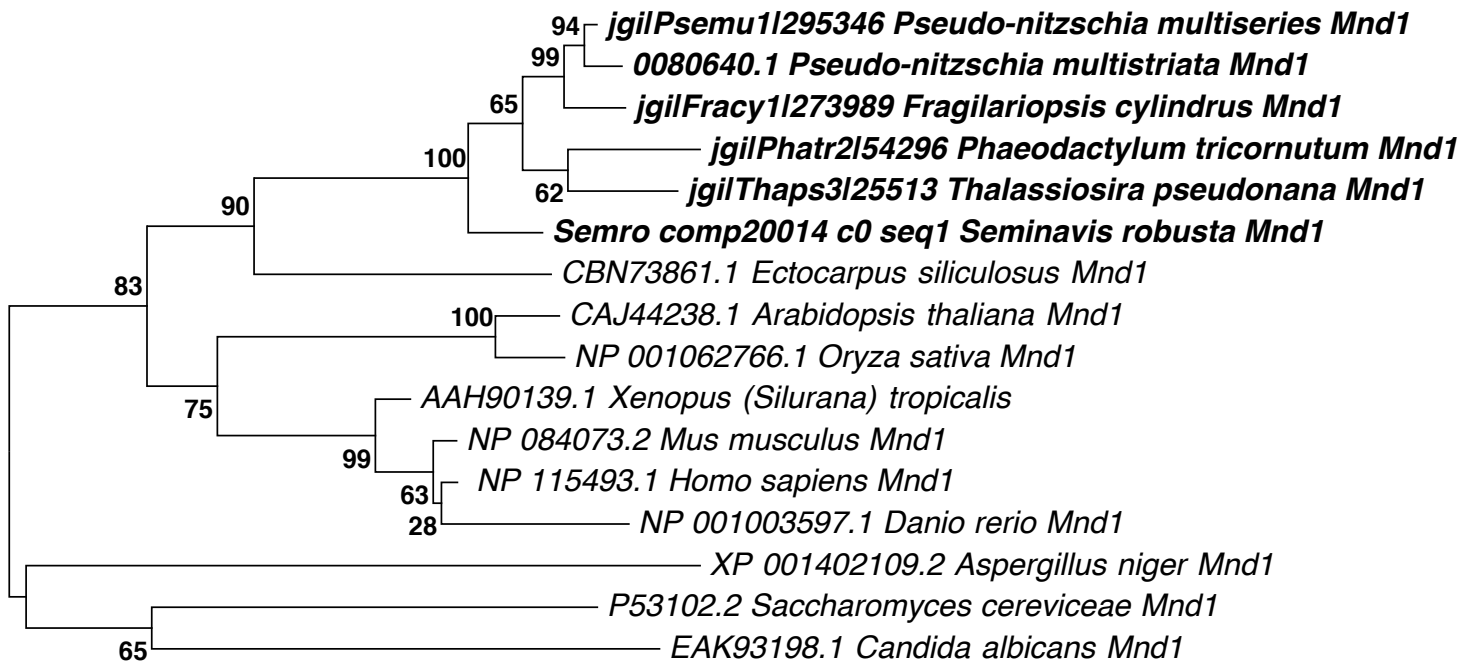 94
jgi|Psemu1|295346 Pseudo-nitzschia multiseries Mnd1
0080640.1 Pseudo-nitzschia multistriata Mnd1
99
jgi|Fracy1|273989 Fragilariopsis cylindrus Mnd1
65
jgi|Phatr2|54296 Phaeodactylum tricornutum Mnd1
100
62
jgi|Thaps3|25513 Thalassiosira pseudonana Mnd1
90
Semro comp20014 c0 seq1 Seminavis robusta Mnd1
CBN73861.1 Ectocarpus siliculosus Mnd1
83
100
CAJ44238.1 Arabidopsis thaliana Mnd1
NP 001062766.1 Oryza sativa Mnd1
75
AAH90139.1 Xenopus (Silurana) tropicalis
NP 084073.2 Mus musculus Mnd1
99
NP 115493.1 Homo sapiens Mnd1
63
28
NP 001003597.1 Danio rerio Mnd1
XP 001402109.2 Aspergillus niger Mnd1
P53102.2 Saccharomyces cereviceae Mnd1
65
EAK93198.1 Candida albicans Mnd1